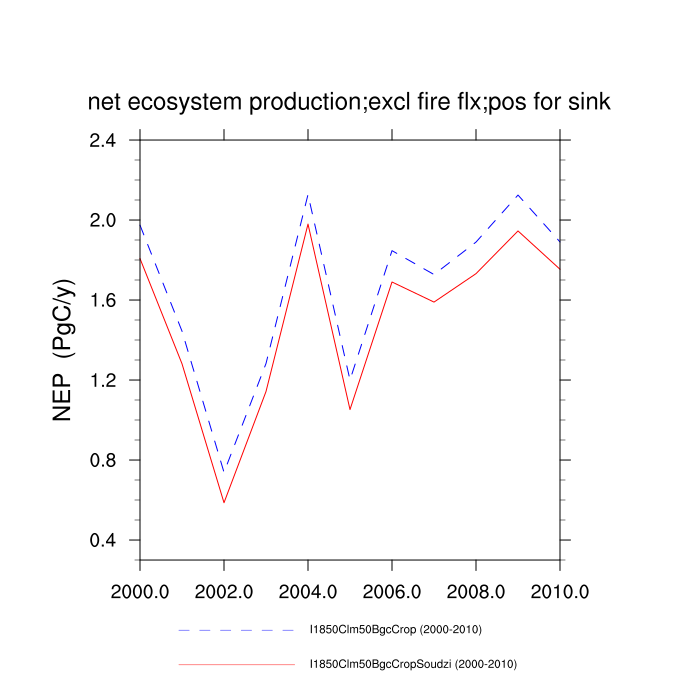 net ecosystem production;excl fire flx;pos for sink
2.4
2.0
1.6
1.2
0.8
0.4
NEP (PgC/y)
2000.0 2002.0 2004.0 2006.0 2008.0 2010.0
I1850Clm50BgcCrop (2000-2010)
I1850Clm50BgcCropSoudzi (2000-2010)